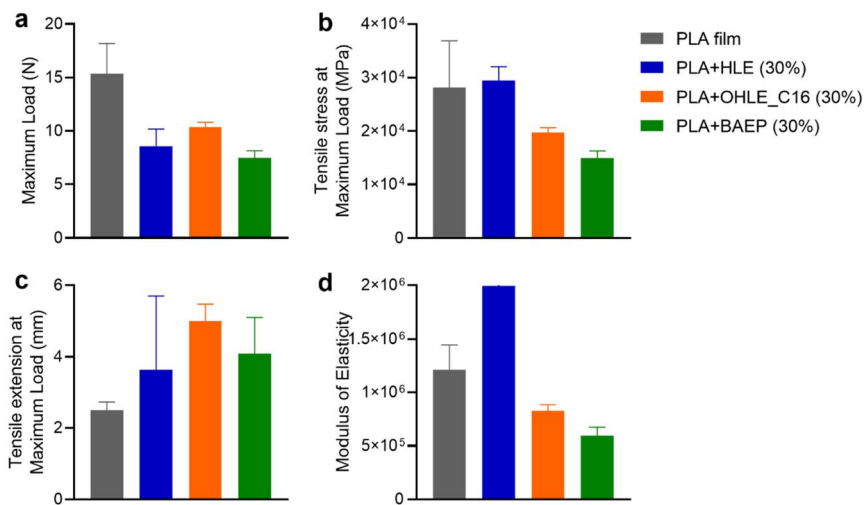 a
20
15
10
5
0
Maximum Load (N)
b
4×10⁴
3×10⁴
2×10⁴
1×10⁴
0
Tensile stress at
Maximum Load (MPa)
PLA film
PLA+HLE (30%)
PLA+OHLE_C16 (30%)
PLA+BAEP (30%)
c
6
4
2
0
Tensile extension at
Maximum Load (mm)
d
2×10⁶
1.5×10⁶
1×10⁶
5×10⁵
0
Modulus of Elasticity